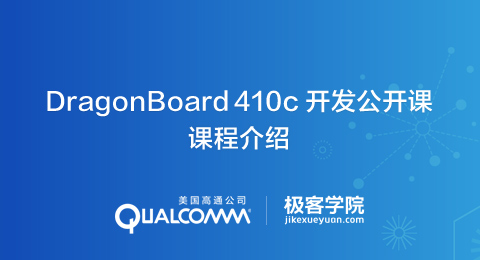 DragonBoard 410c 开发公开课
课程介绍
美国高通公司
QUALCOMM
极客学院
jikexueyuan.com